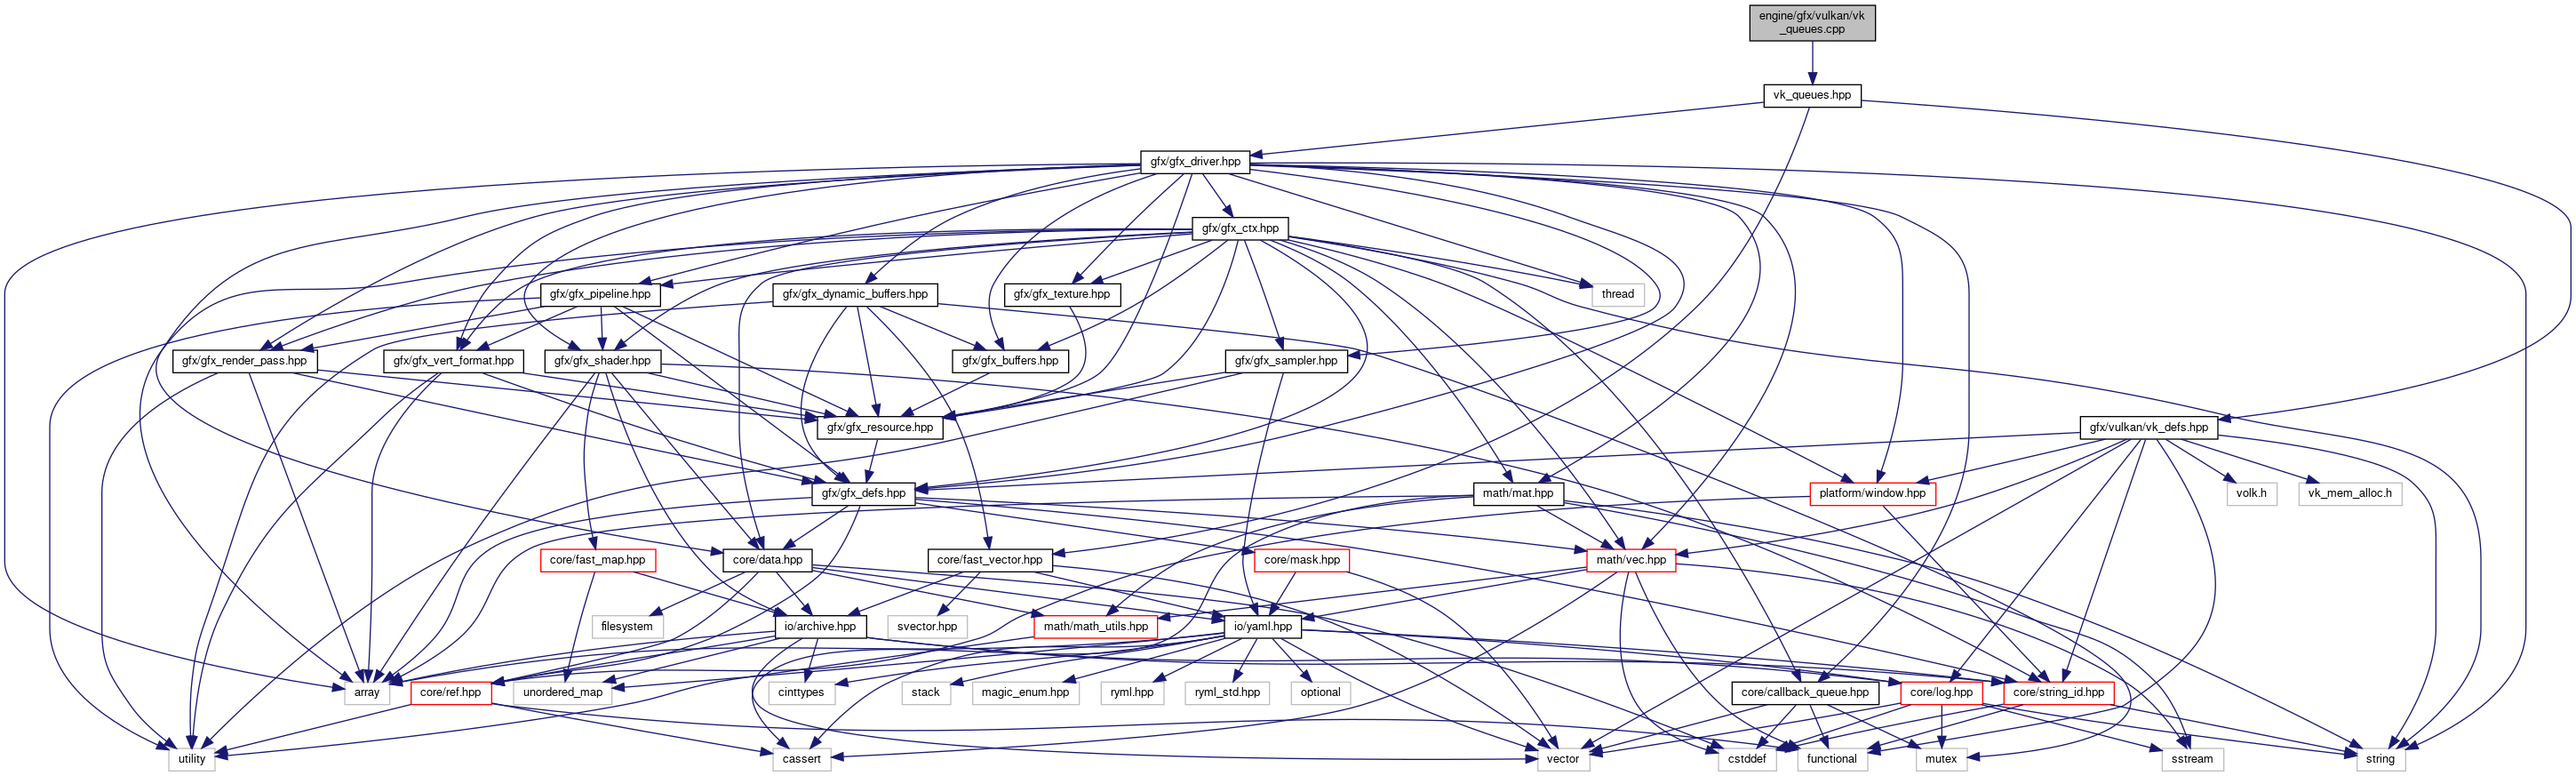 engine/gfx/vulkan/vk
_queues.cpp
vk_queues.hpp
gfx/gfx_driver.hpp
gfx/gfx_ctx.hpp
gfx/gfx_pipeline.hpp
gfx/gfx_dynamic_buffers.hpp
gfx/gfx_texture.hpp
thread
gfx/gfx_render_pass.hpp
gfx/gfx_vert_format.hpp
gfx/gfx_shader.hpp
gfx/gfx_buffers.hpp
gfx/gfx_sampler.hpp
gfx/gfx_resource.hpp
gfx/vulkan/vk_defs.hpp
gfx/gfx_defs.hpp
math/mat.hpp
platform/window.hpp
volk.h
vk_mem_alloc.h
core/fast_map.hpp
core/data.hpp
core/fast_vector.hpp
core/mask.hpp
math/vec.hpp
filesystem
io/archive.hpp
svector.hpp
math/math_utils.hpp
io/yaml.hpp
array
core/ref.hpp
unordered_map
cinttypes
stack
magic_enum.hpp
ryml.hpp
ryml_std.hpp
optional
core/callback_queue.hpp
core/log.hpp
core/string_id.hpp
utility
cassert
vector
cstddef
functional
mutex
sstream
string